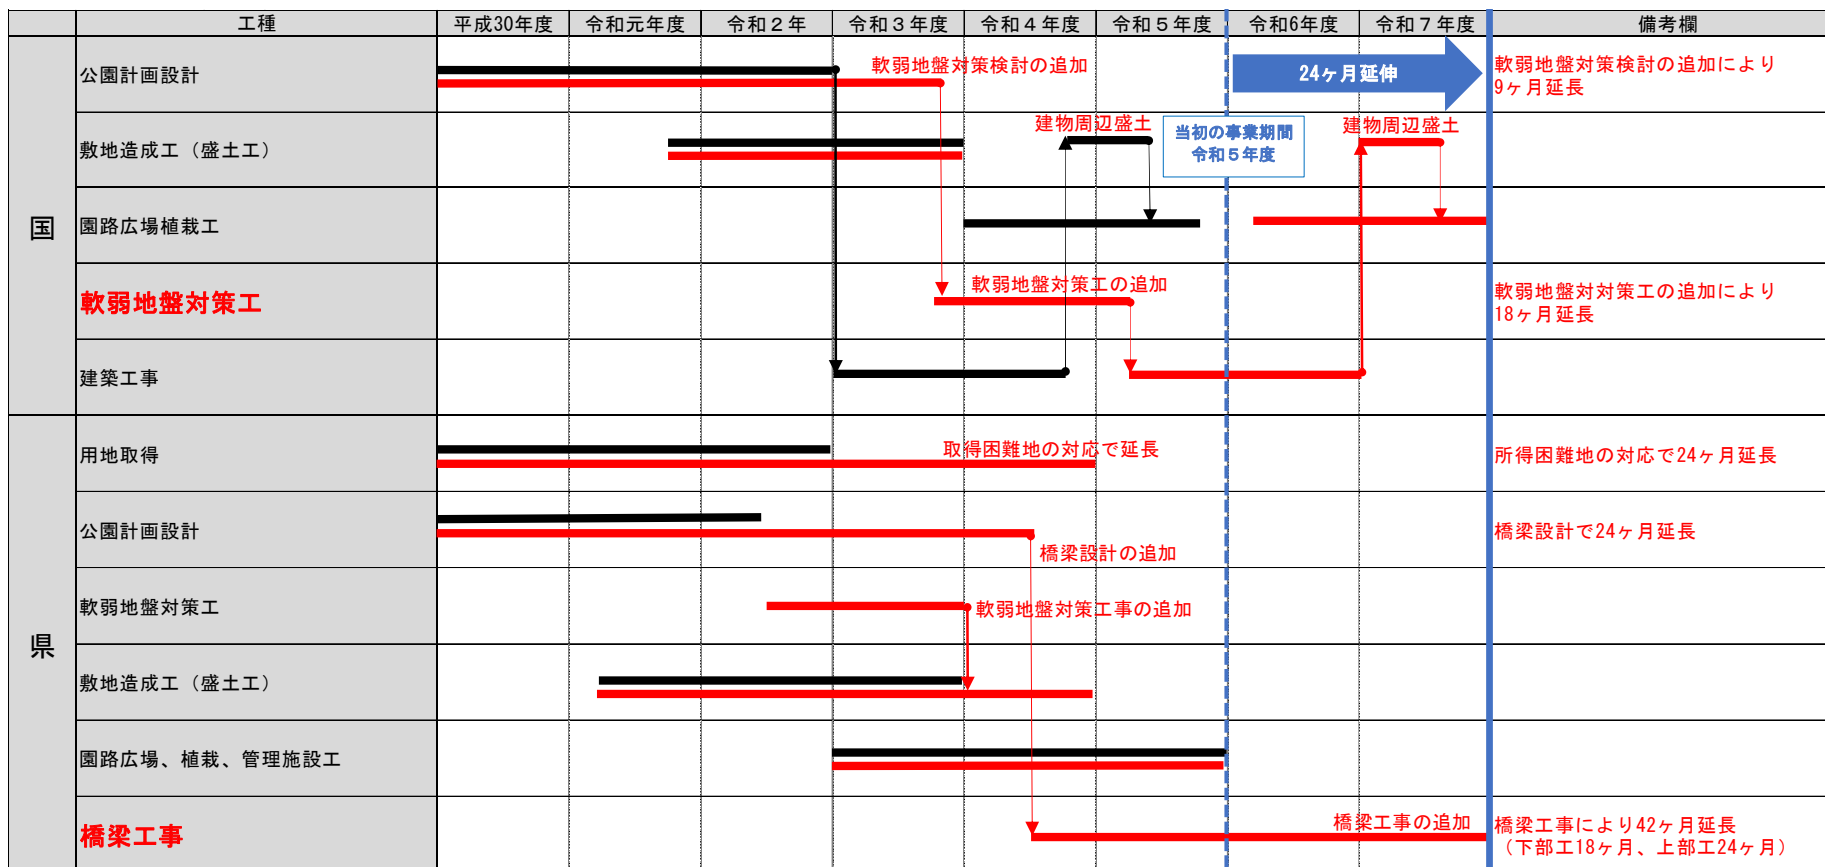 工種
平成30年度
令和元年度
令和２年
令和３年度
令和４年度
令和５年度
令和6年度
令和７年度
備考欄
国
公園計画設計
軟弱地盤対策検討の追加
24ヶ月延伸
軟弱地盤対策検討の追加により
9ヶ月延長
敷地造成工（盛土工）
建物周辺盛土
当初の事業期間
令和５年度
建物周辺盛土
園路広場植栽工
軟弱地盤対策工
軟弱地盤対策工の追加
軟弱地盤対対策工の追加により
18ヶ月延長
建築工事
県
用地取得
取得困難地の対応で延長
所得困難地の対応で24ヶ月延長
公園計画設計
橋梁設計の追加
橋梁設計で24ヶ月延長
軟弱地盤対策工
軟弱地盤対策工事の追加
敷地造成工（盛土工）
園路広場、植栽、管理施設工
橋梁工事
橋梁工事の追加
橋梁工事により42ヶ月延長
（下部工18ヶ月、上部工24ヶ月）